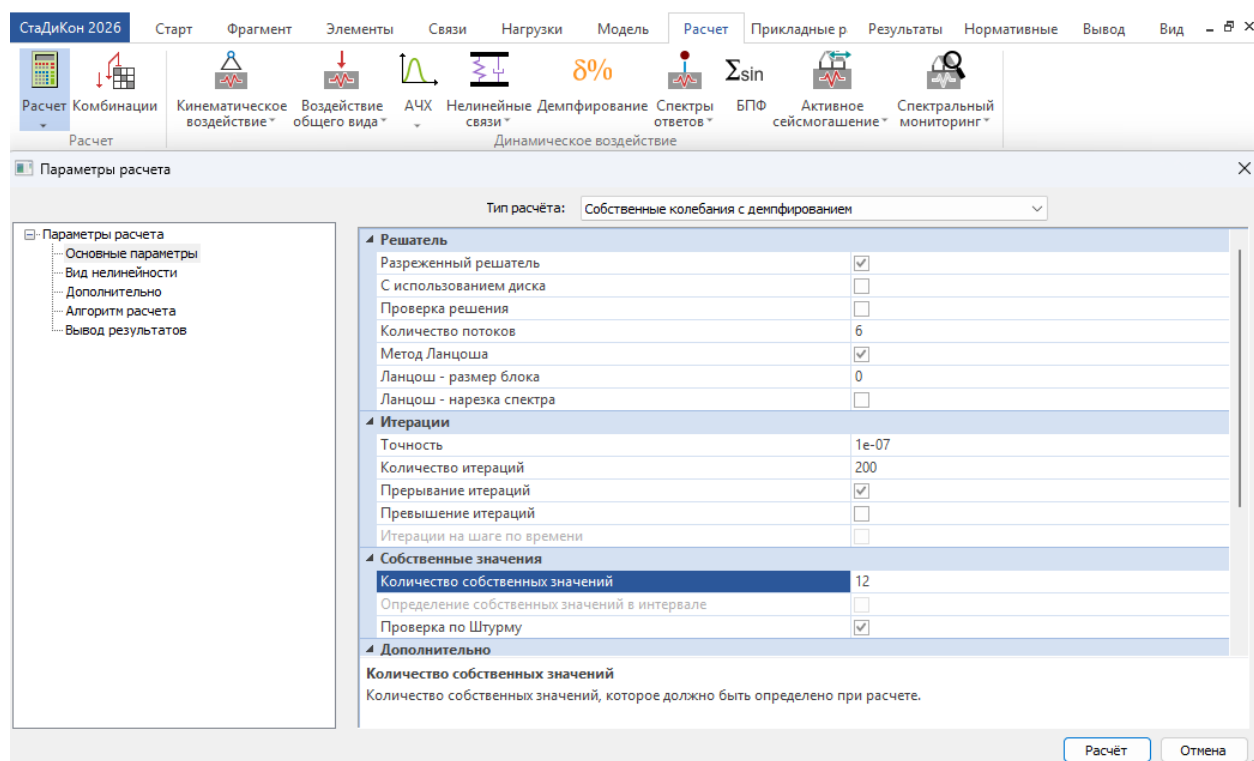 СтаДиКон 2026 Старт Фрагмент Элементы Связи Нагрузки Модель Расчет Прикладные р Результаты Нормативные Вывод Вид
δ% Σsin
Расчет Комбинации Кинематическое воздействие Воздействие общего вида АЧХ Нелинейные связи Демпфирование Спектры ответов БПФ Активное сейсмогашение Спектральный мониторинг
Расчет Динамическое воздействие
Параметры расчета
Тип расчёта: Собственные колебания с демпфированием
Параметры расчета
Основные параметры
Вид нелинейности
Дополнительно
Алгоритм расчета
Вывод результатов
Решатель
Разреженный решатель
С использованием диска
Проверка решения
Количество потоков 6
Метод Ланцоша
Ланцош - размер блока 0
Ланцош - нарезка спектра
Итерации
Точность 1e-07
Количество итераций 200
Прерывание итераций
Превышение итераций
Итерации на шаге по времени
Собственные значения
Количество собственных значений 12
Определение собственных значений в интервале
Проверка по Штурму
Дополнительно
Количество собственных значений
Количество собственных значений, которое должно быть определено при расчете.
Расчёт Отмена